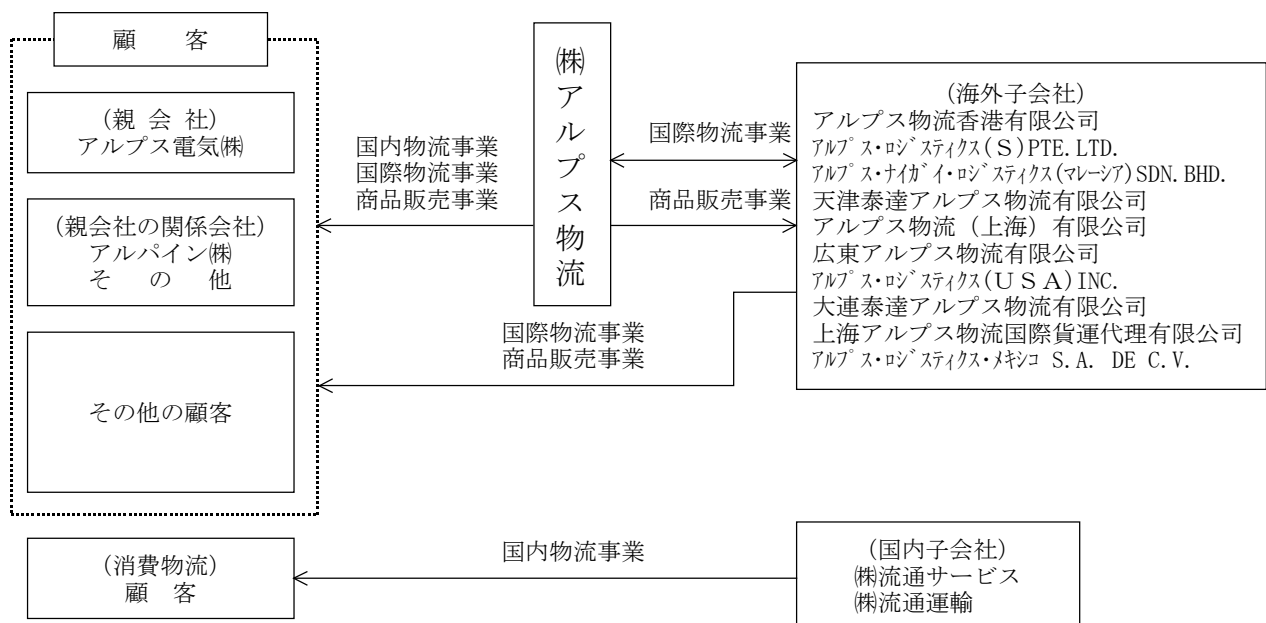 顧　客
(親 会 社)
アルプス電気㈱
(親会社の関係会社)
アルパイン㈱
そ　の　他
その他の顧客
(消費物流)
顧　客
国内物流事業
国際物流事業
商品販売事業
㈱アルプス物流
国際物流事業
商品販売事業
国際物流事業
商品販売事業
国内物流事業
(海外子会社)
アルプス物流香港有限公司
ｱﾙﾌﾟｽ・ﾛｼﾞｽﾃｨｸｽ(Ｓ)PTE.LTD.
ｱﾙﾌﾟｽ・ﾅｲｶﾞｲ・ﾛｼﾞｽﾃｨｸｽ(ﾏﾚｰｼｱ)SDN.BHD.
天津泰達アルプス物流有限公司
アルプス物流（上海）有限公司
広東アルプス物流有限公司
ｱﾙﾌﾟｽ・ﾛｼﾞｽﾃｨｸｽ(ＵＳＡ)INC.
大連泰達アルプス物流有限公司
上海アルプス物流国際貨運代理有限公司
ｱﾙﾌﾟｽ・ﾛｼﾞｽﾃｨｸｽ・ﾒｷｼｺ S.A. DE C.V.
(国内子会社)
㈱流通サービス
㈱流通運輸